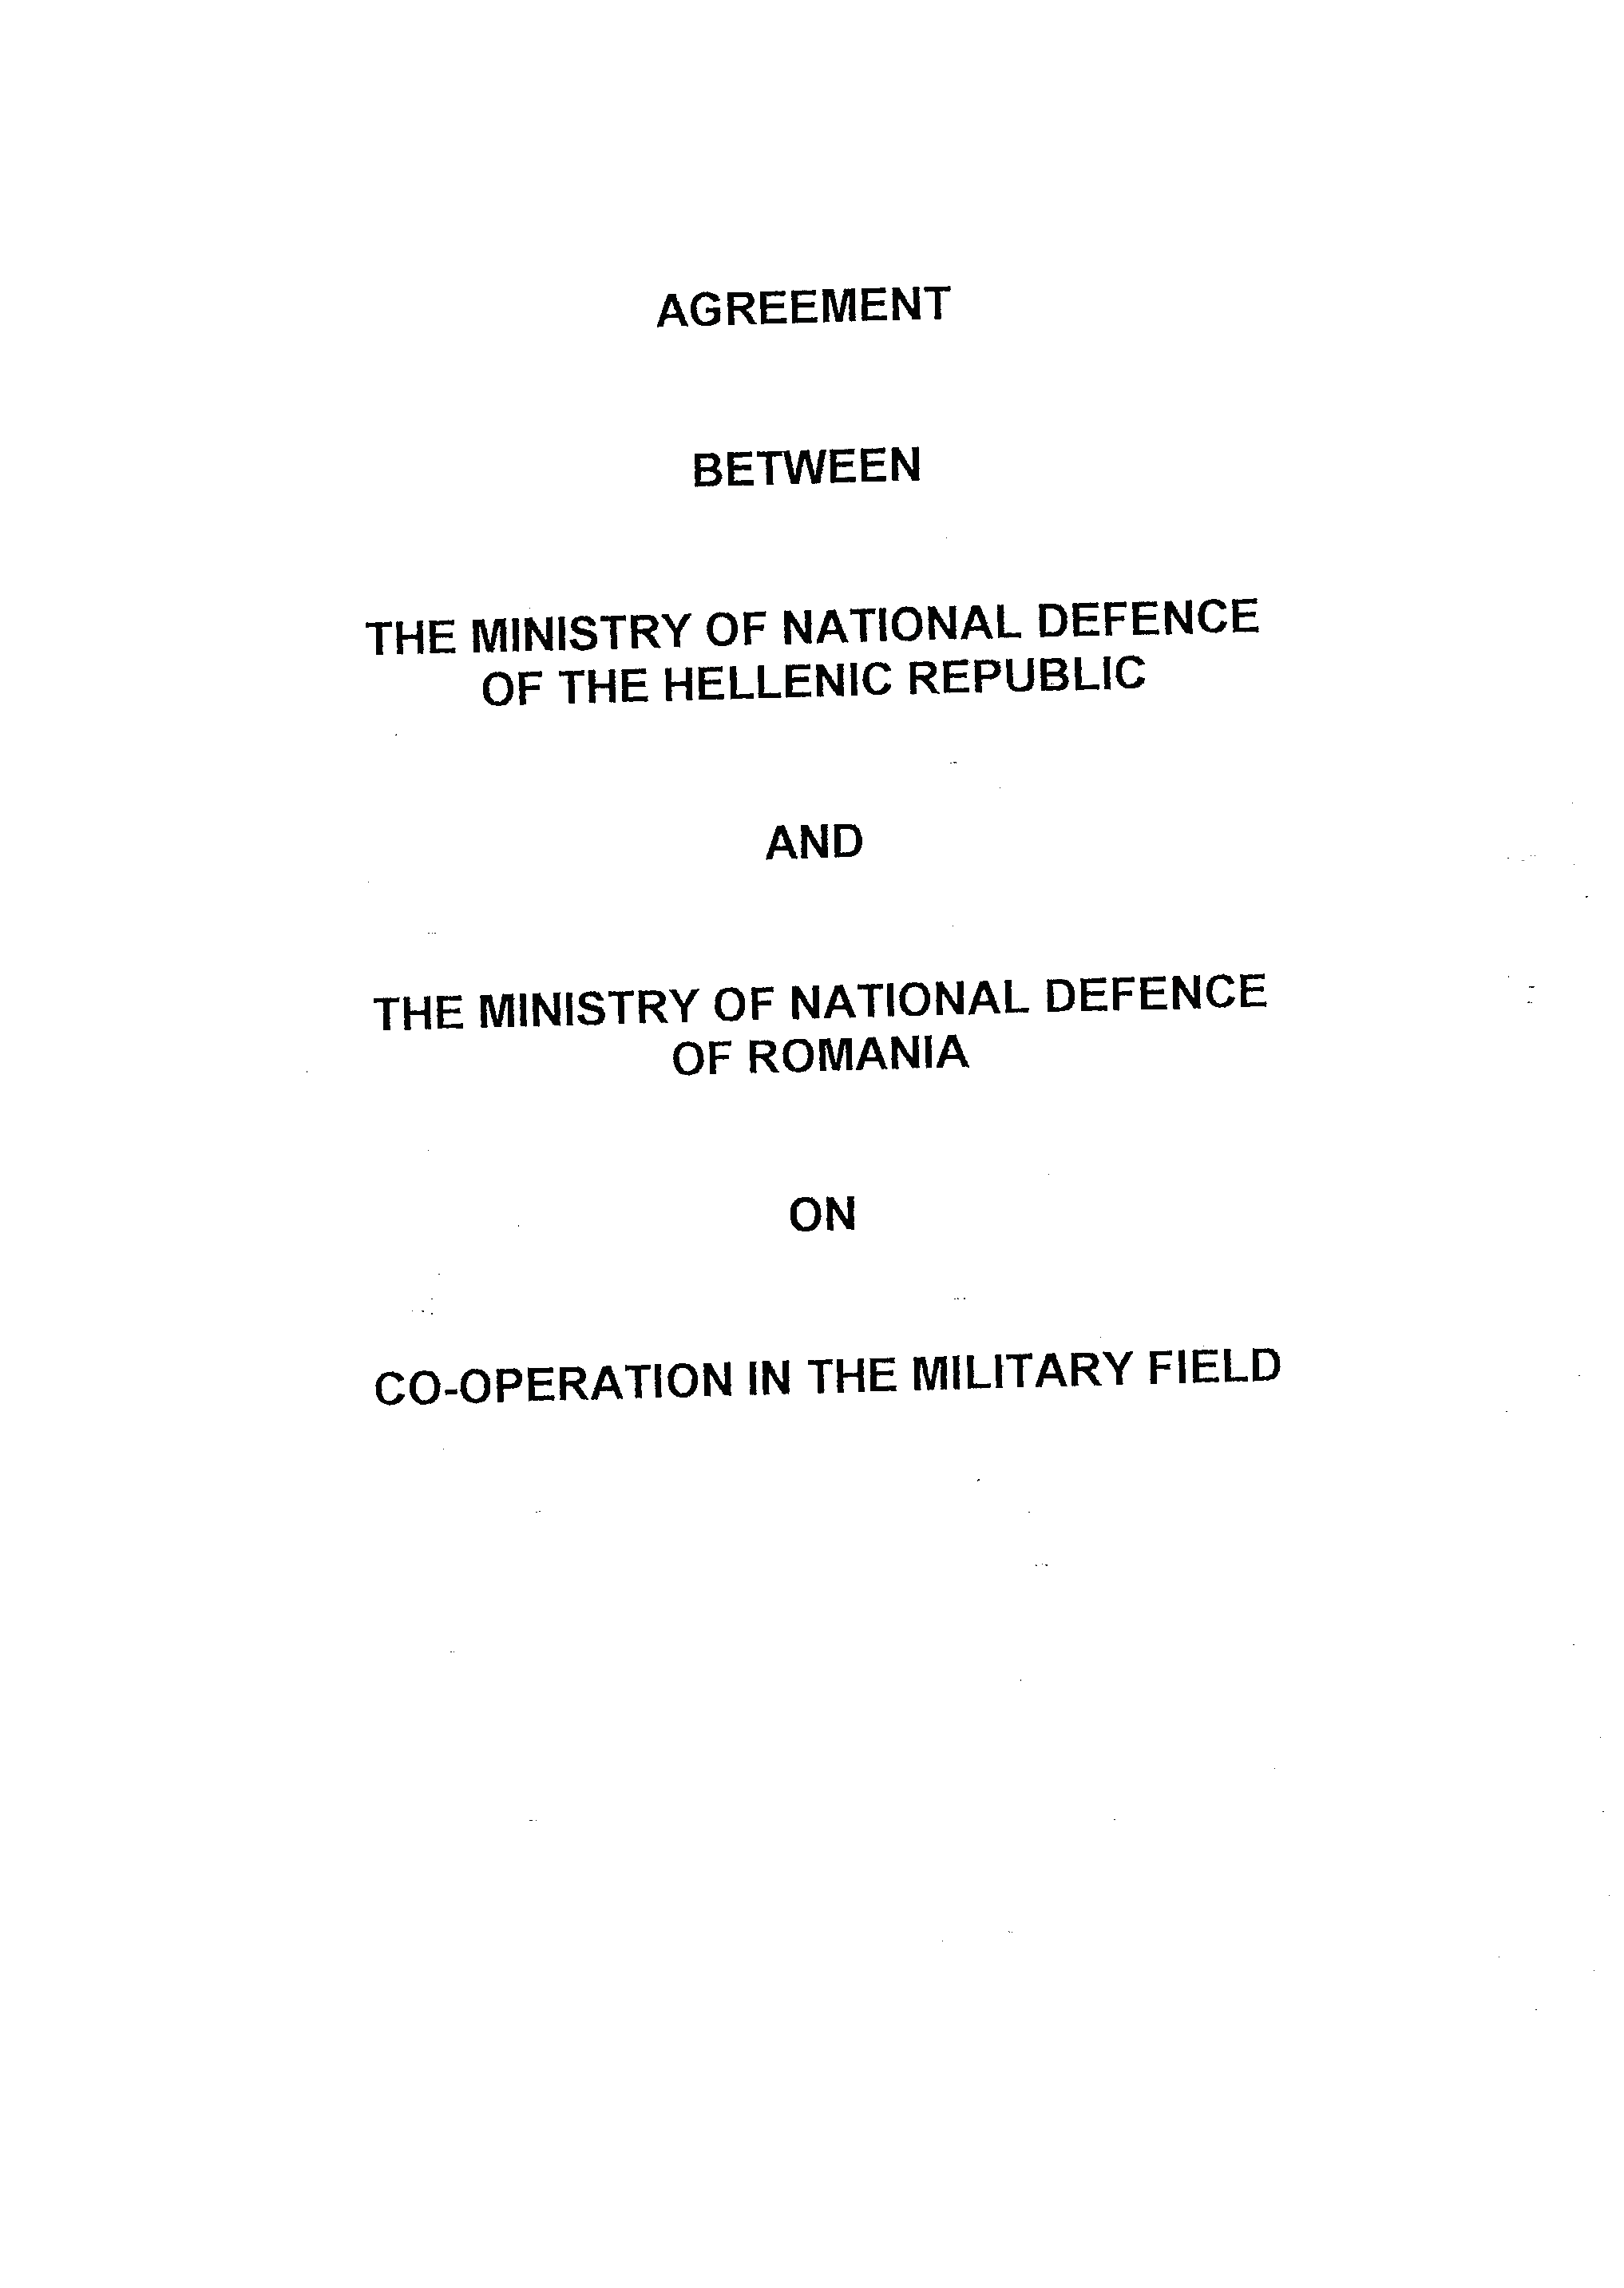 AGREEMENT
BETWEEN
THE MINISTRY OF NATIONAL DEFENCE
OF THE HELLENIC REPUBLIC
AND
THE MINISTRY OF NATIONAL DEFENCE
OF ROMANIA
ON
CO-OPERATION IN THE MILITARY FIELD